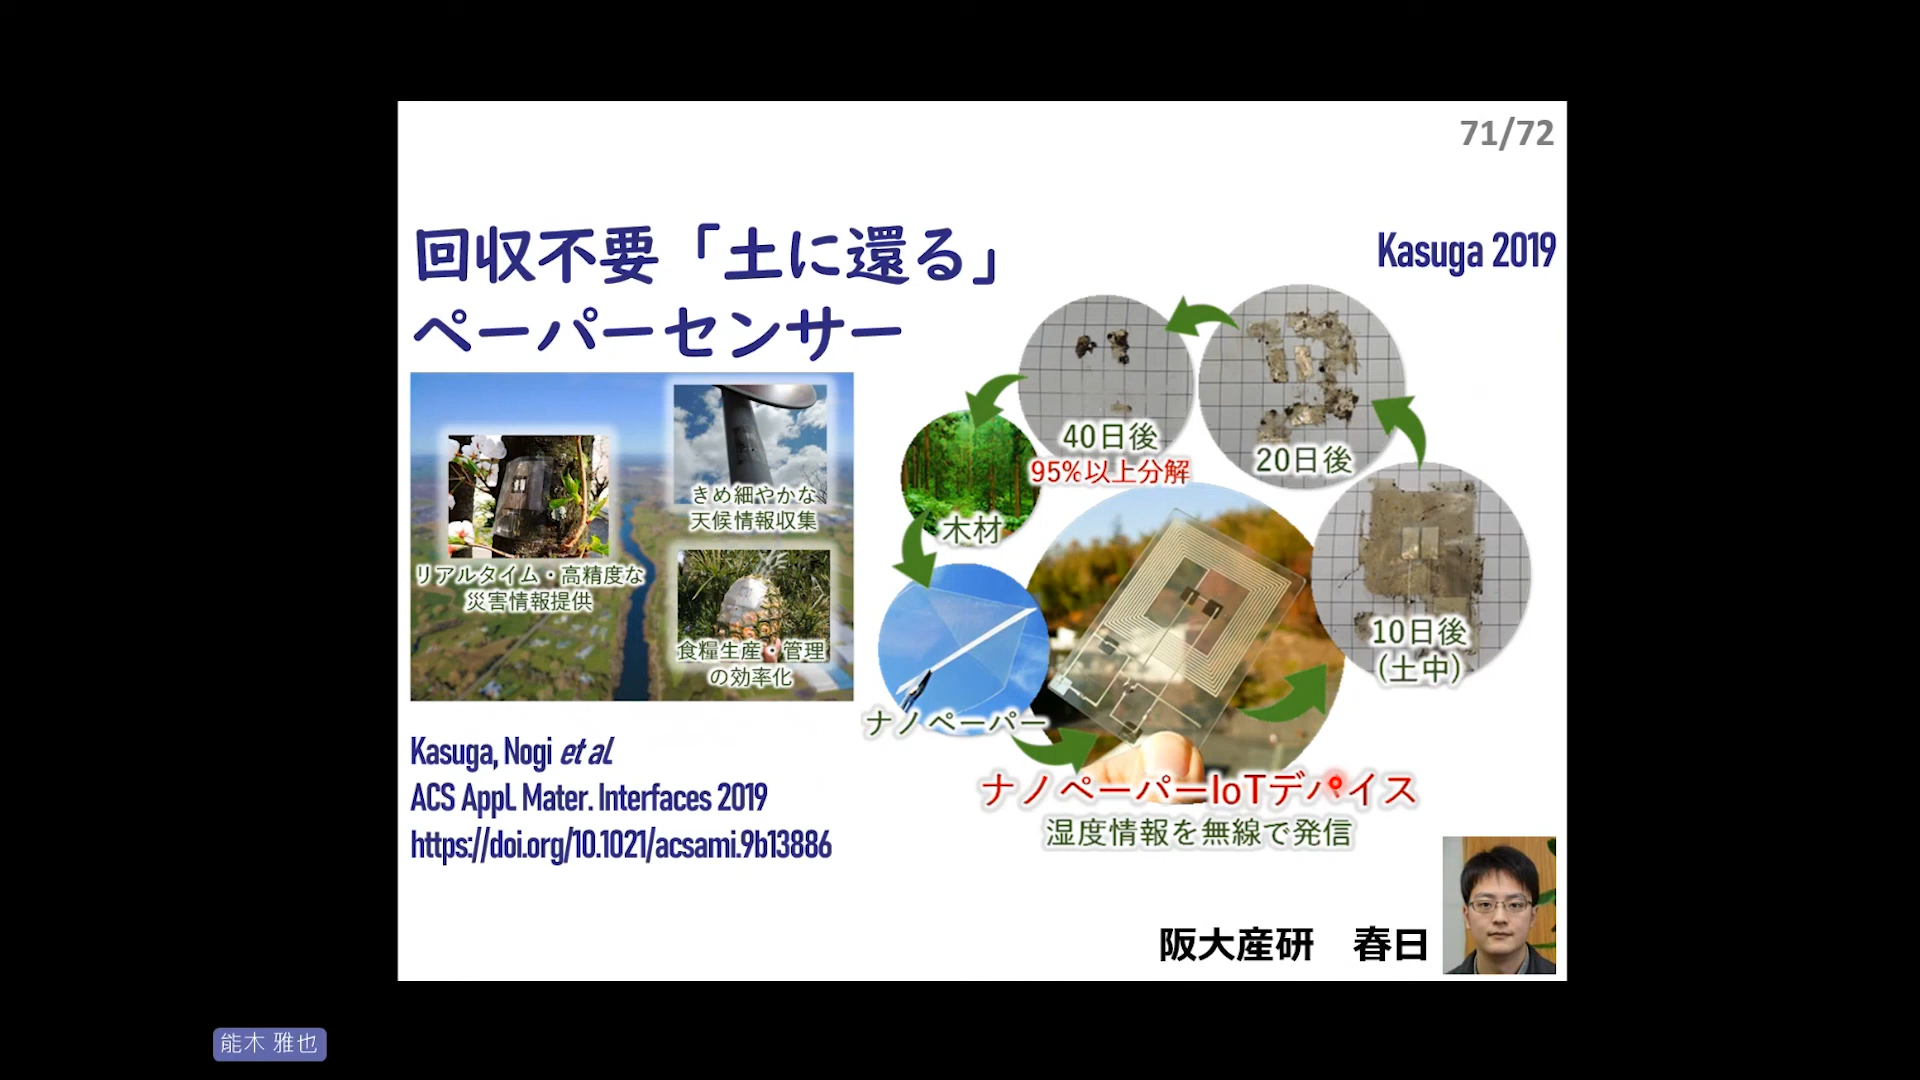 71/72
回収不要「土に還る」
ペーパーセンサー
Kasuga 2019
きめ細やかな
天候情報収集
リアルタイム・高精度な
災害情報提供
食糧生産・管理
の効率化
40日後
95%以上分解
20日後
10日後
(土中)
木材
ナノペーパー
ナノペーパーIoTデバイス
湿度情報を無線で発信
Kasuga, Nogi et al.
ACS Appl. Mater. Interfaces 2019
https://doi.org/10.1021/acsami.9b13886
阪大産研 春日
能木 雅也